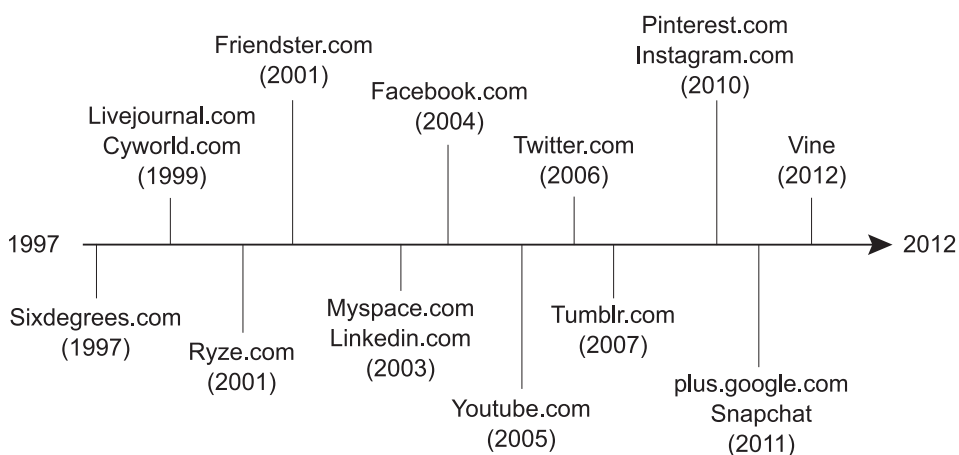 Pinterest.com
Instagram.com
(2010)
Friendster.com
(2001)
Facebook.com
(2004)
Livejournal.com
Cyworld.com
(1999)
Twitter.com
(2006)
Vine
(2012)
1997
2012
Sixdegrees.com
(1997)
Ryze.com
(2001)
Myspace.com
Linkedin.com
(2003)
Youtube.com
(2005)
Tumblr.com
(2007)
plus.google.com
Snapchat
(2011)